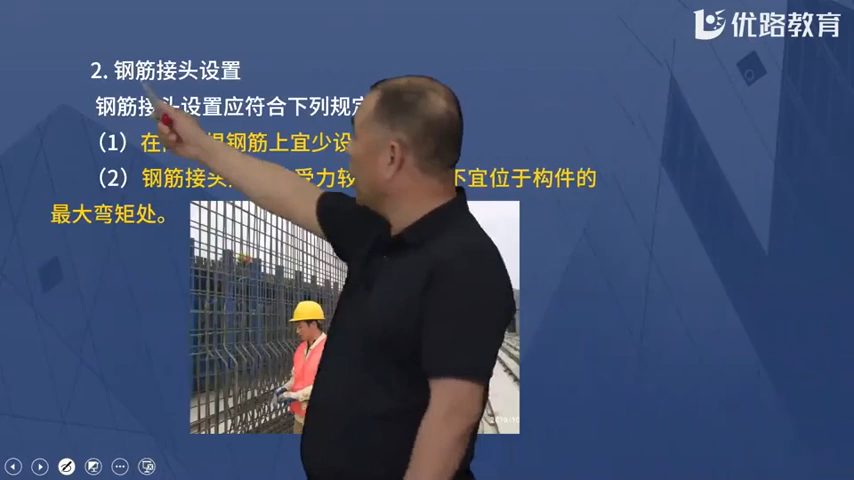 优路教育
2. 钢筋接头设置
钢筋接头设置应符合下列规
（1）在 钢筋上宜少设
（2）钢筋接头 受力较 不宜位于构件的
最大弯矩处。